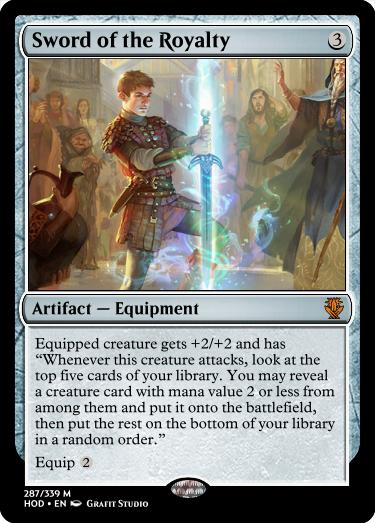 Sword of the Royalty 3
Artifact — Equipment
Equipped creature gets +2/+2 and has
“Whenever this creature attacks, look at the
top five cards of your library. You may reveal
a creature card with mana value 2 or less from
among them and put it onto the battlefield,
then put the rest on the bottom of your library
in a random order.”
Equip 2
287/339 M
HOD • EN Grafit Studio